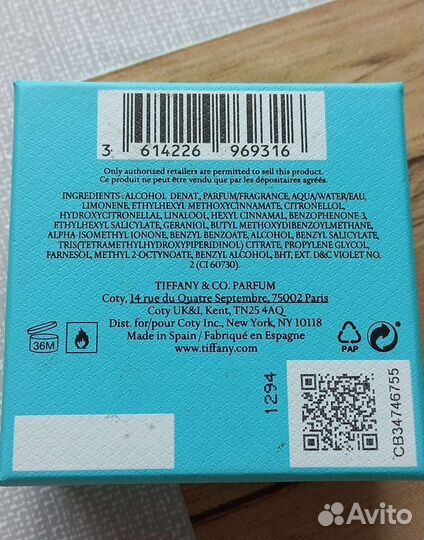 3 614226 969316
Only authorized retailers are permitted to sell this product.
Ce produit ne peut être vendu que par les dépositaires agréés.
INGREDIENTS: ALCOHOL DENAT., PARFUM/FRAGRANCE, AQUA/WATER/EAU,
LIMONENE, ETHYLHEXYL METHOXYCINNAMATE, CITRONELLOL,
HYDROXYCITRONELLAL, LINALOOL, HEXYL CINNAMAL, BENZOPHENONE-3,
ETHYLHEXYL SALICYLATE, GERANIOL, BUTYL METHOXYDIBENZOYLMETHANE,
ALPHA-ISOMETHYL IONONE, BENZYL BENZOATE, ALCOHOL, BENZYL SALICYLATE,
TRIS(TETRAMETHYLHYDROXYPIPERIDINOL) CITRATE, PROPYLENE GLYCOL,
FARNESOL, METHYL 2-OCTYNOATE, BENZYL ALCOHOL, BHT, EXT. D&C VIOLET NO.
2 (CI 60730).
TIFFANY & CO. PARFUM
Coty, 14 rue du Quatre Septembre, 75002 Paris
Coty UK&I, Kent, TN25 4AQ
Dist. for/pour Coty Inc., New York, NY 10118
Made in Spain / Fabriqué en Espagne
www.tiffany.com
36M
PAP
1294
CB34746755
Avito